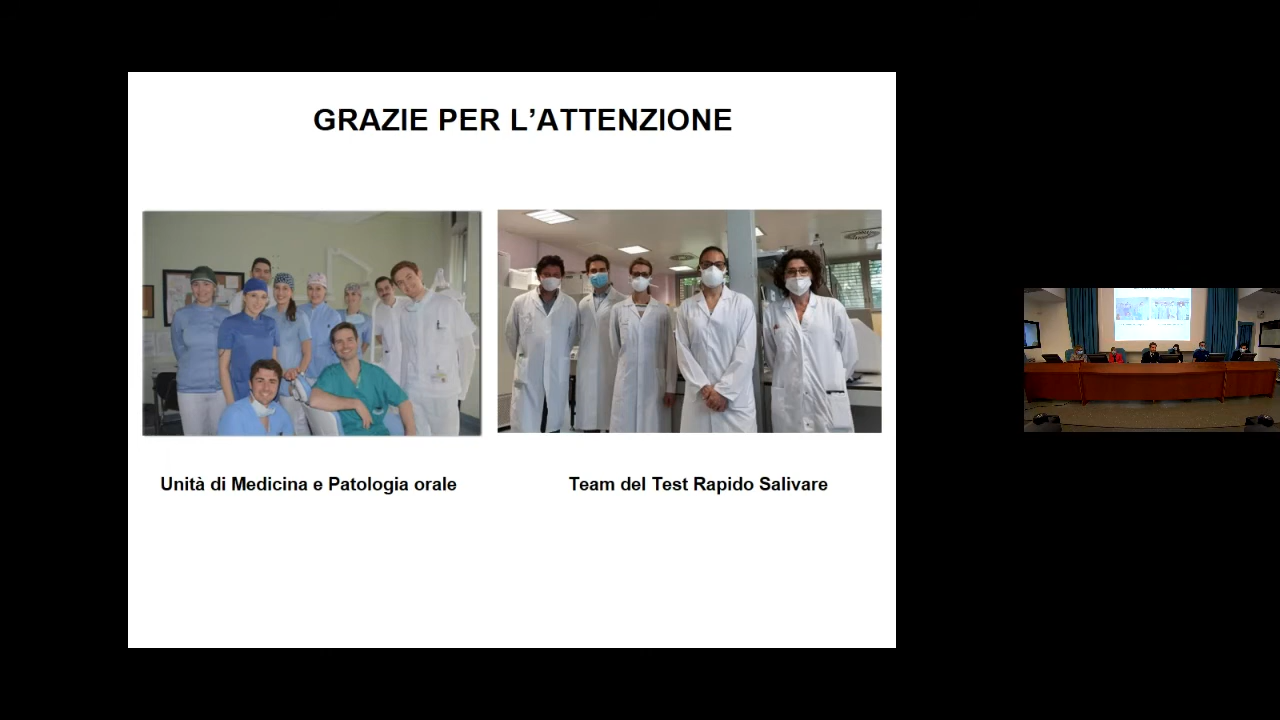 GRAZIE PER L’ATTENZIONE
Unità di Medicina e Patologia orale
Team del Test Rapido Salivare